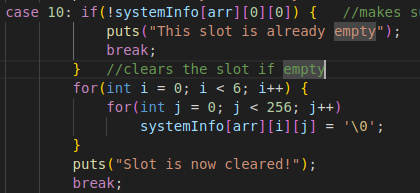 case 10: if(!systemInfo[arr][0][0]) {   //makes
puts("This slot is already empty");
break;
}   //clears the slot if empty
for(int i = 0; i < 6; i++) {
for(int j = 0; j < 256; j++)
systemInfo[arr][i][j] = '\0';
}
puts("Slot is now cleared!");
break;